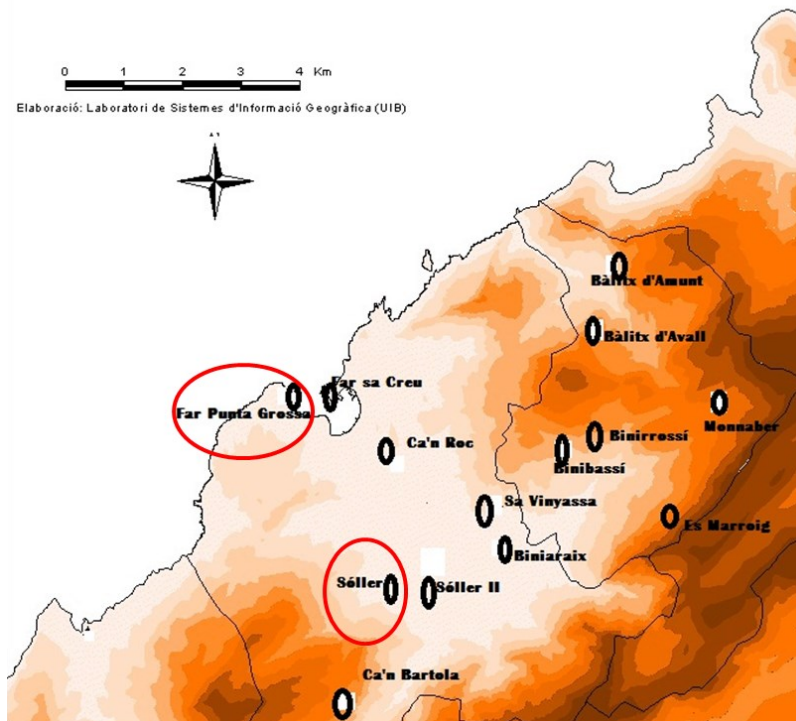 0 1 2 3 4 Km
Elaboració: Laboratori de Sistemes d'Informació Geogràfica (UIB)
Bàlitx d'Amunt
Bàlitx d'Avall
Far sa Creu
Far Punta Grossa
Monnaber
Ca'n Roc
Binirrossí
Binibassí
Sa Vinyassa
Es Marroig
Biniaraix
Sóller
Sóller II
Ca'n Bartola